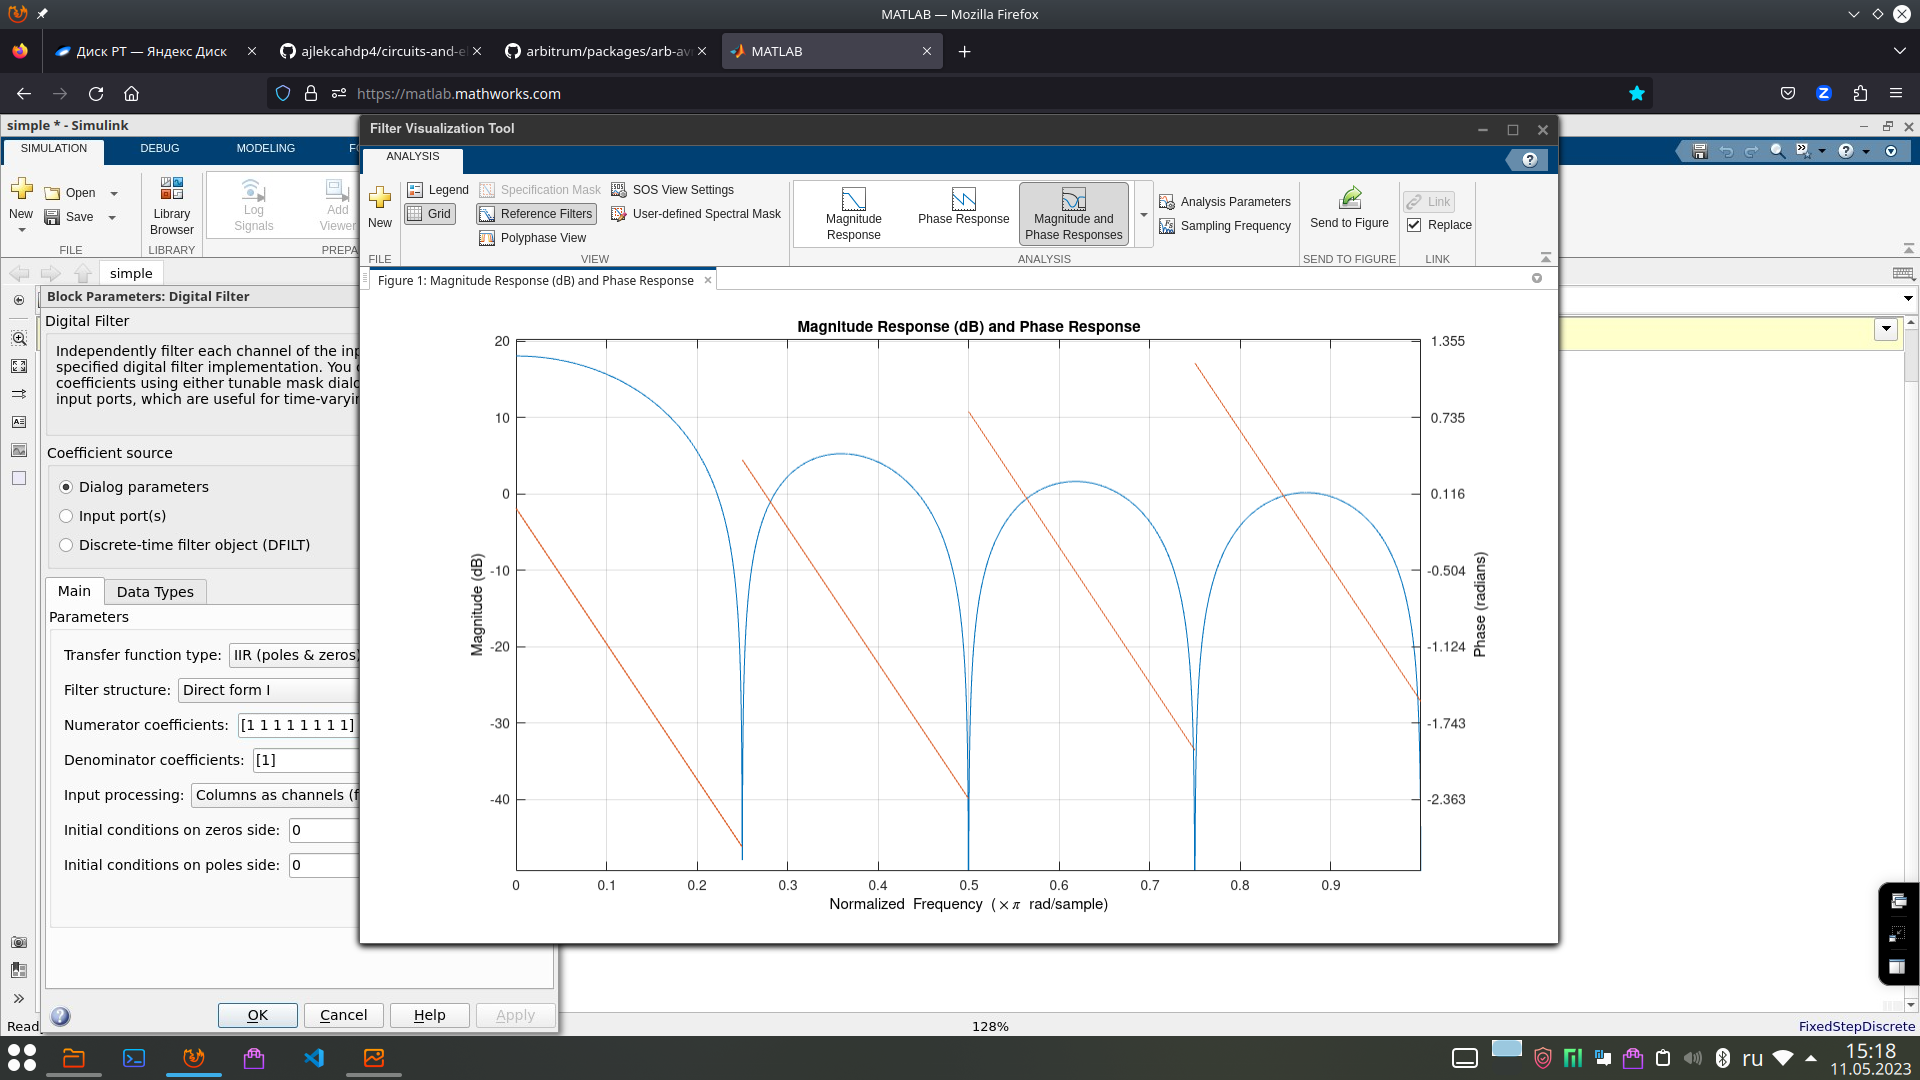 MATLAB — Mozilla Firefox
Диск РТ — Яндекс Диск
ajlekcahdp4/circuits-and-e
arbitrum/packages/arb-av
MATLAB
https://matlab.mathworks.com
simple * - Simulink
SIMULATION
DEBUG
MODELING
New
Open
Save
FILE
Library
Browser
LIBRARY
Log
Signals
Add
Viewer
PREPA
simple
Filter Visualization Tool
ANALYSIS
New
FILE
Legend
Grid
Specification Mask
Reference Filters
Polyphase View
SOS View Settings
User-defined Spectral Mask
VIEW
Magnitude
Response
Phase Response
Magnitude and
Phase Responses
Analysis Parameters
Sampling Frequency
ANALYSIS
Send to Figure
SEND TO FIGURE
Link
Replace
LINK
Figure 1: Magnitude Response (dB) and Phase Response
Block Parameters: Digital Filter
Digital Filter
Independently filter each channel of the inp
specified digital filter implementation. You
coefficients using either tunable mask dialo
input ports, which are useful for time-varyin
Coefficient source
Dialog parameters
Input port(s)
Discrete-time filter object (DFILT)
Main
Data Types
Parameters
Transfer function type: IIR (poles & zeros)
Filter structure: Direct form I
Numerator coefficients: [1 1 1 1 1 1 1 1]
Denominator coefficients: [1]
Input processing: Columns as channels (f
Initial conditions on zeros side: 0
Initial conditions on poles side: 0
OK
Cancel
Help
Apply
Magnitude Response (dB) and Phase Response
20
10
0
-10
-20
-30
-40
Magnitude (dB)
1.355
0.735
0.116
-0.504
-1.124
-1.743
-2.363
Phase (radians)
0 0.1 0.2 0.3 0.4 0.5 0.6 0.7 0.8 0.9
Normalized Frequency (×π rad/sample)
Read
128%
FixedStepDiscrete
ru
15:18
11.05.2023